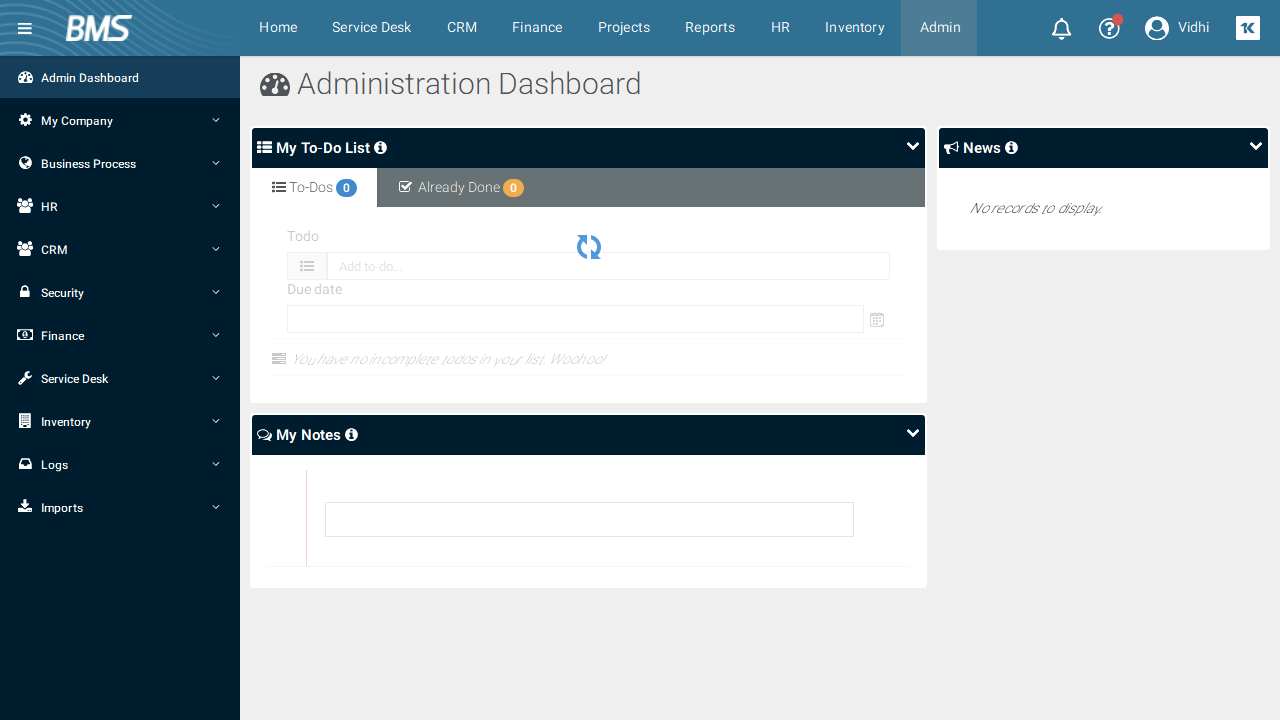 BMS
Home Service Desk CRM Finance Projects Reports HR Inventory Admin
Vidhi
Admin Dashboard
My Company
Business Process
HR
CRM
Security
Finance
Service Desk
Inventory
Logs
Imports
Administration Dashboard
My To-Do List
To-Dos 0
Already Done 0
Todo
Add to-do...
Due date
You have no incomplete todos in your list. Woohoo!
My Notes
News
No records to display.